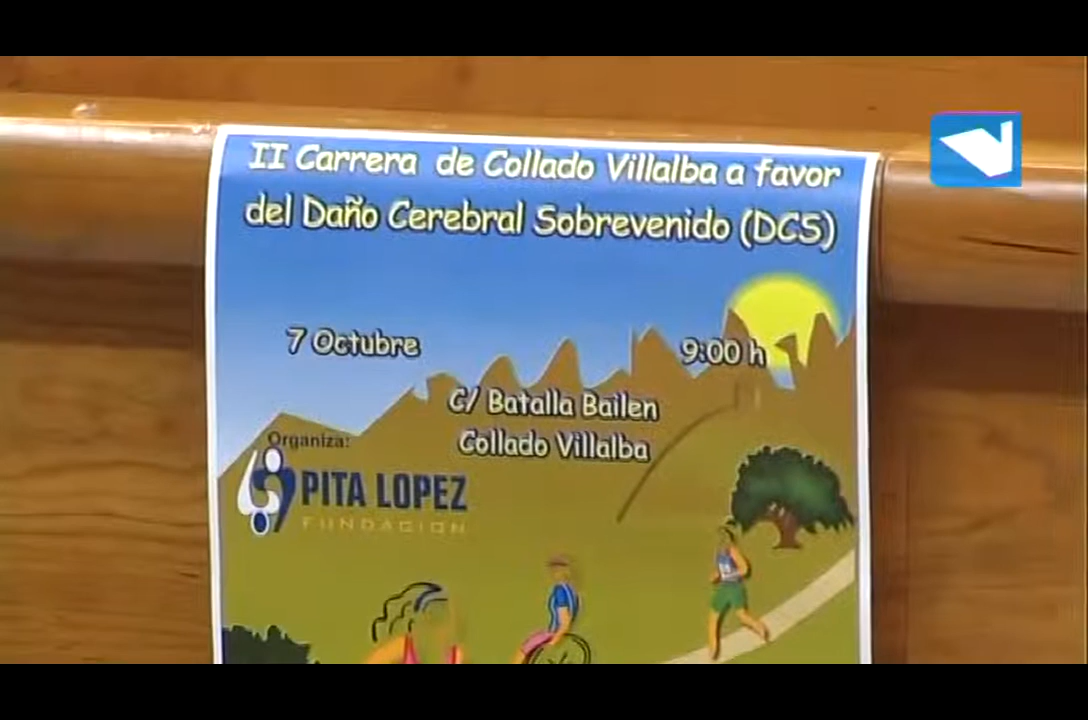 II Carrera de Collado Villalba a favor
del Daño Cerebral Sobrevenido (DCS)
7 Octubre
9:00 h
C/ Batalla Bailen
Collado Villalba
Organiza:
PITA LOPEZ
FUNDACION